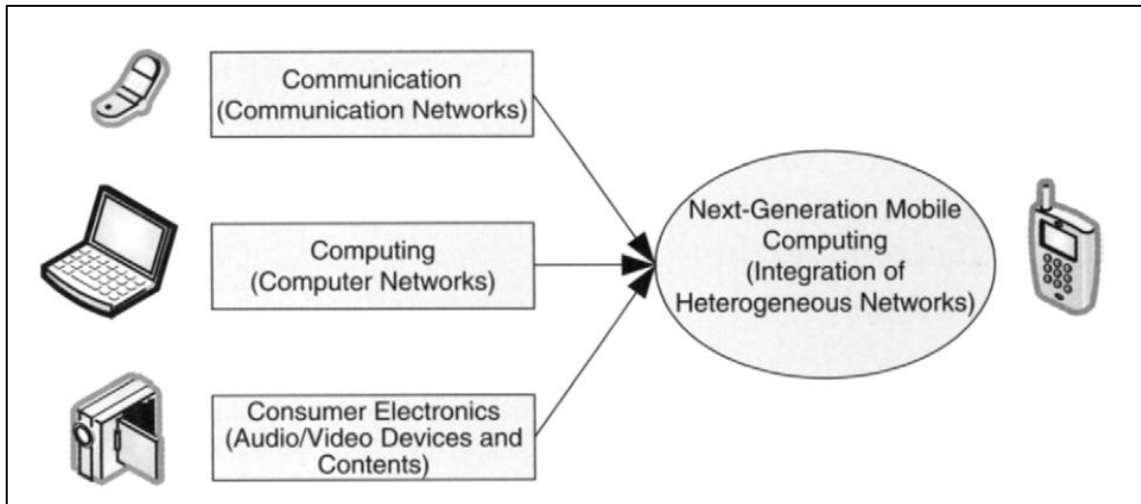 Communication
(Communication Networks)
Computing
(Computer Networks)
Consumer Electronics
(Audio/Video Devices and
Contents)
Next-Generation Mobile
Computing
(Integration of
Heterogeneous Networks)